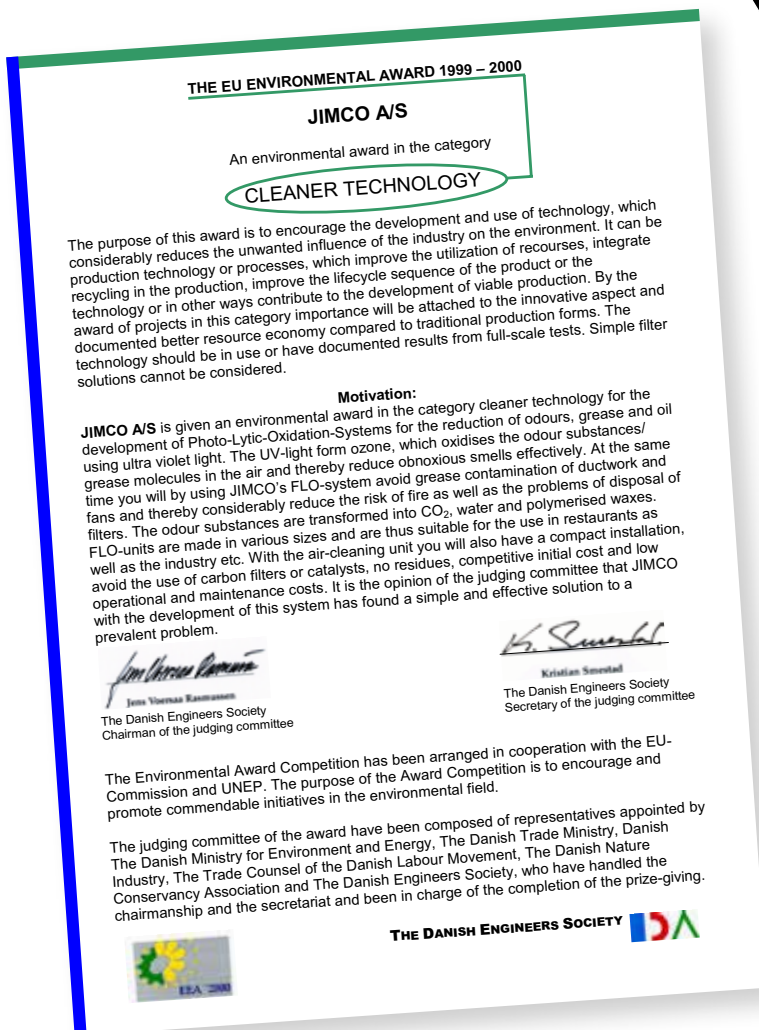 THE EU ENVIRONMENTAL AWARD 1999 – 2000
JIMCO A/S
An environmental award in the category
CLEANER TECHNOLOGY
The purpose of this award is to encourage the development and use of technology, which
considerably reduces the unwanted influence of the industry on the environment. It can be
production technology or processes, which improve the utilization of recourses, integrate
recycling in the production, improve the lifecycle sequence of the product or the
technology or in other ways contribute to the development of viable production. By the
award of projects in this category importance will be attached to the innovative aspect and
documented better resource economy compared to traditional production forms. The
technology should be in use or have documented results from full-scale tests. Simple filter
solutions cannot be considered.
Motivation:
JIMCO A/S is given an environmental award in the category cleaner technology for the
development of Photo-Lytic-Oxidation-Systems for the reduction of odours, grease and oil
using ultra violet light. The UV-light form ozone, which oxidises the odour substances/
grease molecules in the air and thereby reduce obnoxious smells effectively. At the same
time you will by using JIMCO's FLO-system avoid grease contamination of ductwork and
fans and thereby considerably reduce the risk of fire as well as the problems of disposal of
filters. The odour substances are transformed into CO₂, water and polymerised waxes.
FLO-units are made in various sizes and are thus suitable for the use in restaurants as
well as the industry etc. With the air-cleaning unit you will also have a compact installation,
avoid the use of carbon filters or catalysts, no residues, competitive initial cost and low
operational and maintenance costs. It is the opinion of the judging committee that JIMCO
with the development of this system has found a simple and effective solution to a
prevalent problem.
Jens Voersaa Rasmussen
The Danish Engineers Society
Chairman of the judging committee
K. Smestad.
Kristian Smestad
The Danish Engineers Society
Secretary of the judging committee
The Environmental Award Competition has been arranged in cooperation with the EU-
Commission and UNEP. The purpose of the Award Competition is to encourage and
promote commendable initiatives in the environmental field.
The judging committee of the award have been composed of representatives appointed by
The Danish Ministry for Environment and Energy, The Danish Trade Ministry, Danish
Industry, The Trade Counsel of the Danish Labour Movement, The Danish Nature
Conservancy Association and The Danish Engineers Society, who have handled the
chairmanship and the secretariat and been in charge of the completion of the prize-giving.
THE DANISH ENGINEERS SOCIETY IDA
EEA 2000